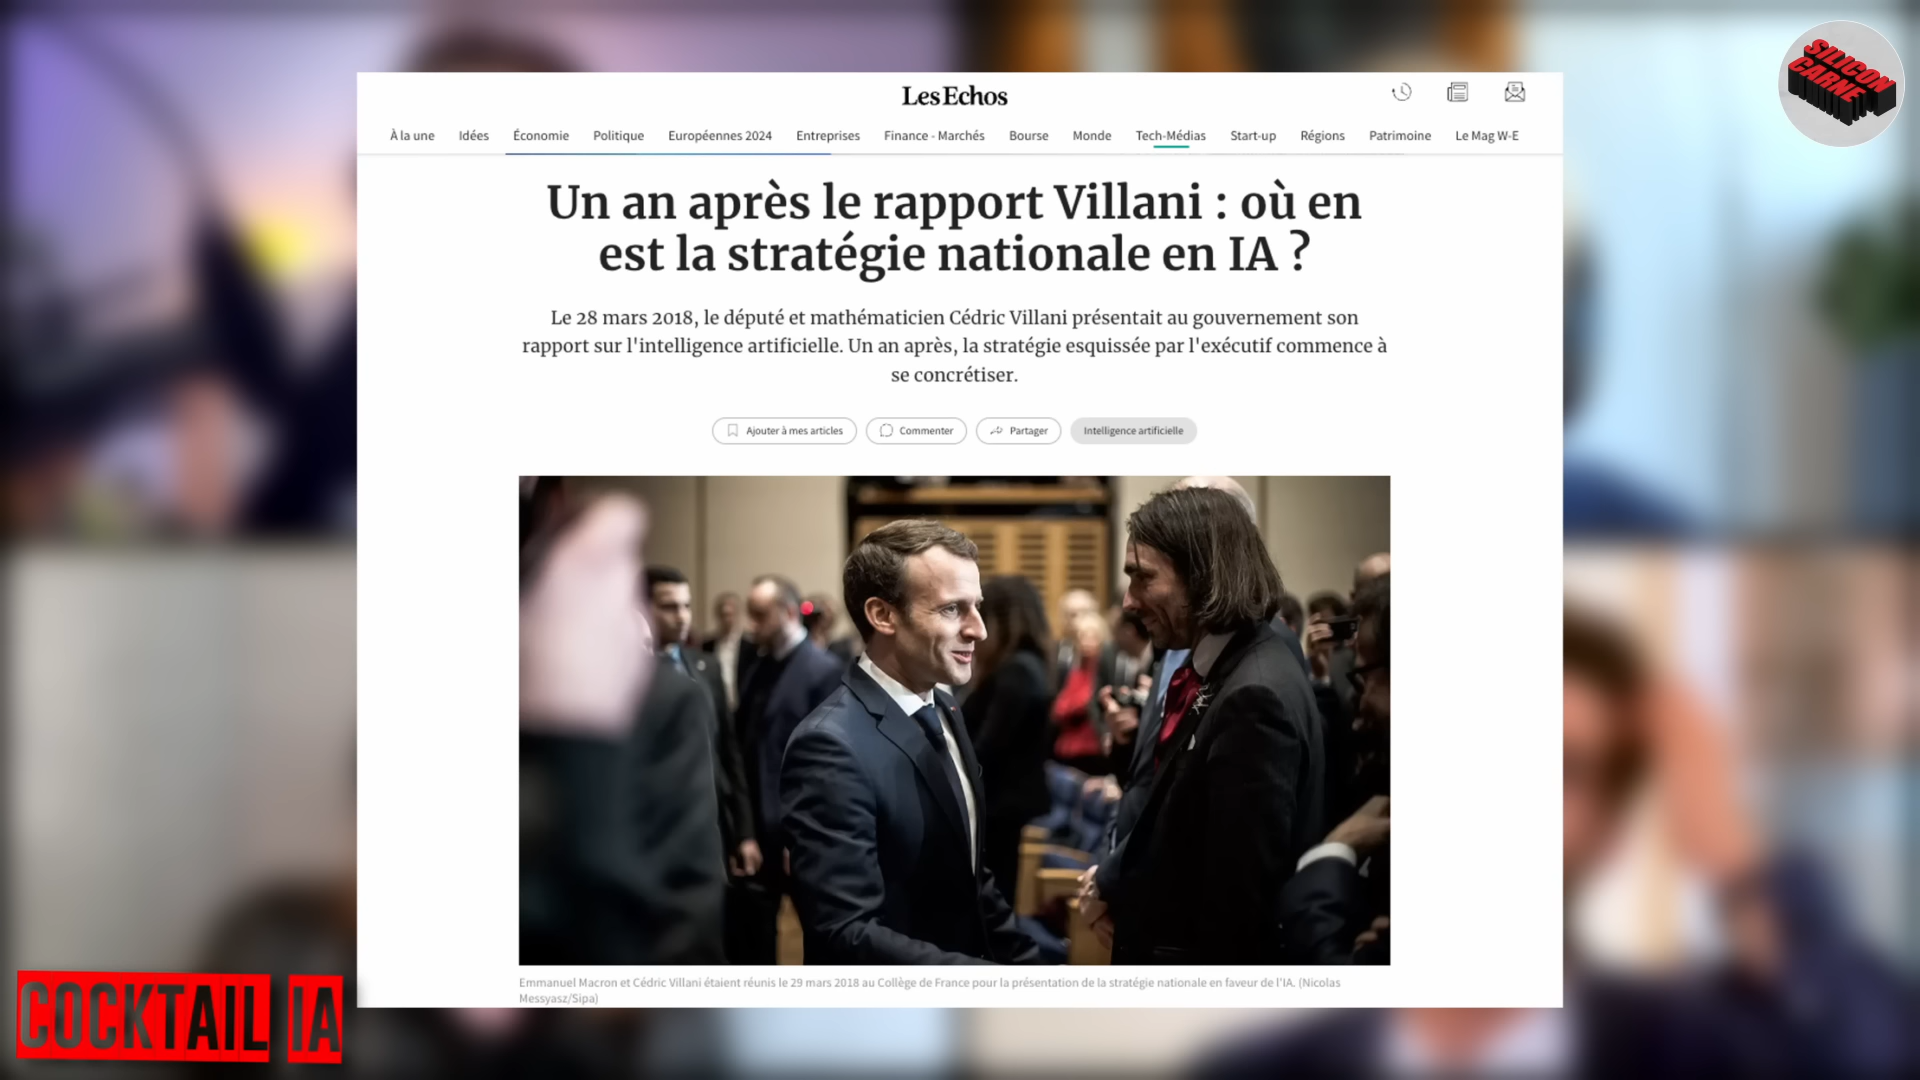 SILICON
CARNE
Les Echos
À la une Idées Économie Politique Européennes 2024 Entreprises Finance - Marchés Bourse Monde Tech-Médias Start-up Régions Patrimoine Le Mag W-E
Un an après le rapport Villani : où en
est la stratégie nationale en IA ?
Le 28 mars 2018, le député et mathématicien Cédric Villani présentait au gouvernement son
rapport sur l'intelligence artificielle. Un an après, la stratégie esquissée par l'exécutif commence à
se concrétiser.
Ajouter à mes articles Commenter Partager Intelligence artificielle
Emmanuel Macron et Cédric Villani étaient réunis le 29 mars 2018 au Collège de France pour la présentation de la stratégie nationale en faveur de l'IA. (Nicolas
Messyasz/Sipa)
COCKTAIL IA